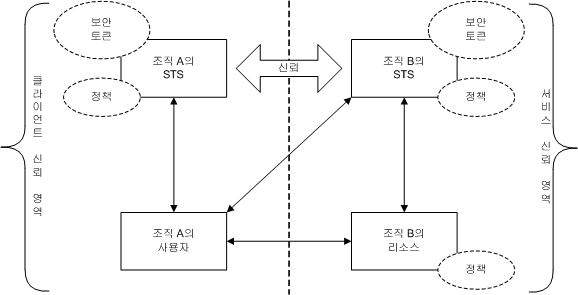 보안
토큰
조직 A의
STS
정책
신뢰
보안
토큰
조직 B의
STS
정책
클라이언트 신뢰 영역
서비스 신뢰 영역
조직 A의
사용자
조직 B의
리소스
정책